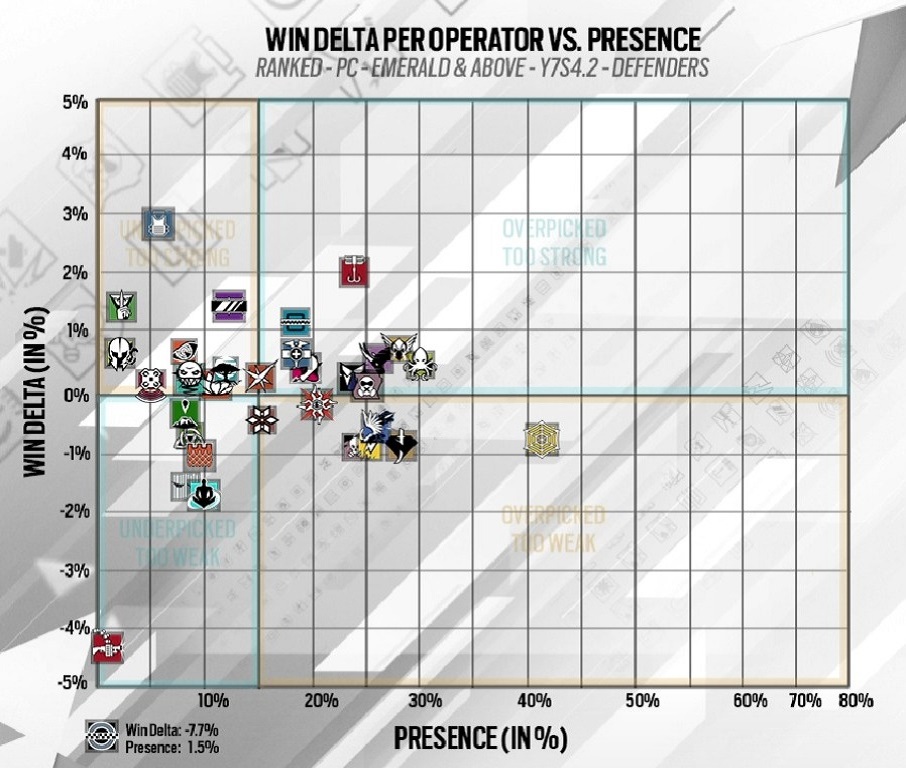 WIN DELTA PER OPERATOR VS. PRESENCE
RANKED - PC - EMERALD & ABOVE - Y7S4.2 - DEFENDERS
5%
4%
3%
2%
1%
0%
-1%
-2%
-3%
-4%
-5%
WIN DELTA (IN %)
UNDERPICKED
TOO STRONG
OVERPICKED
TOO STRONG
UNDERPICKED
TOO WEAK
OVERPICKED
TOO WEAK
10%
20%
30%
40%
50%
60%
70%
80%
PRESENCE (IN %)
Win Delta: -7.7%
Presence: 1.5%